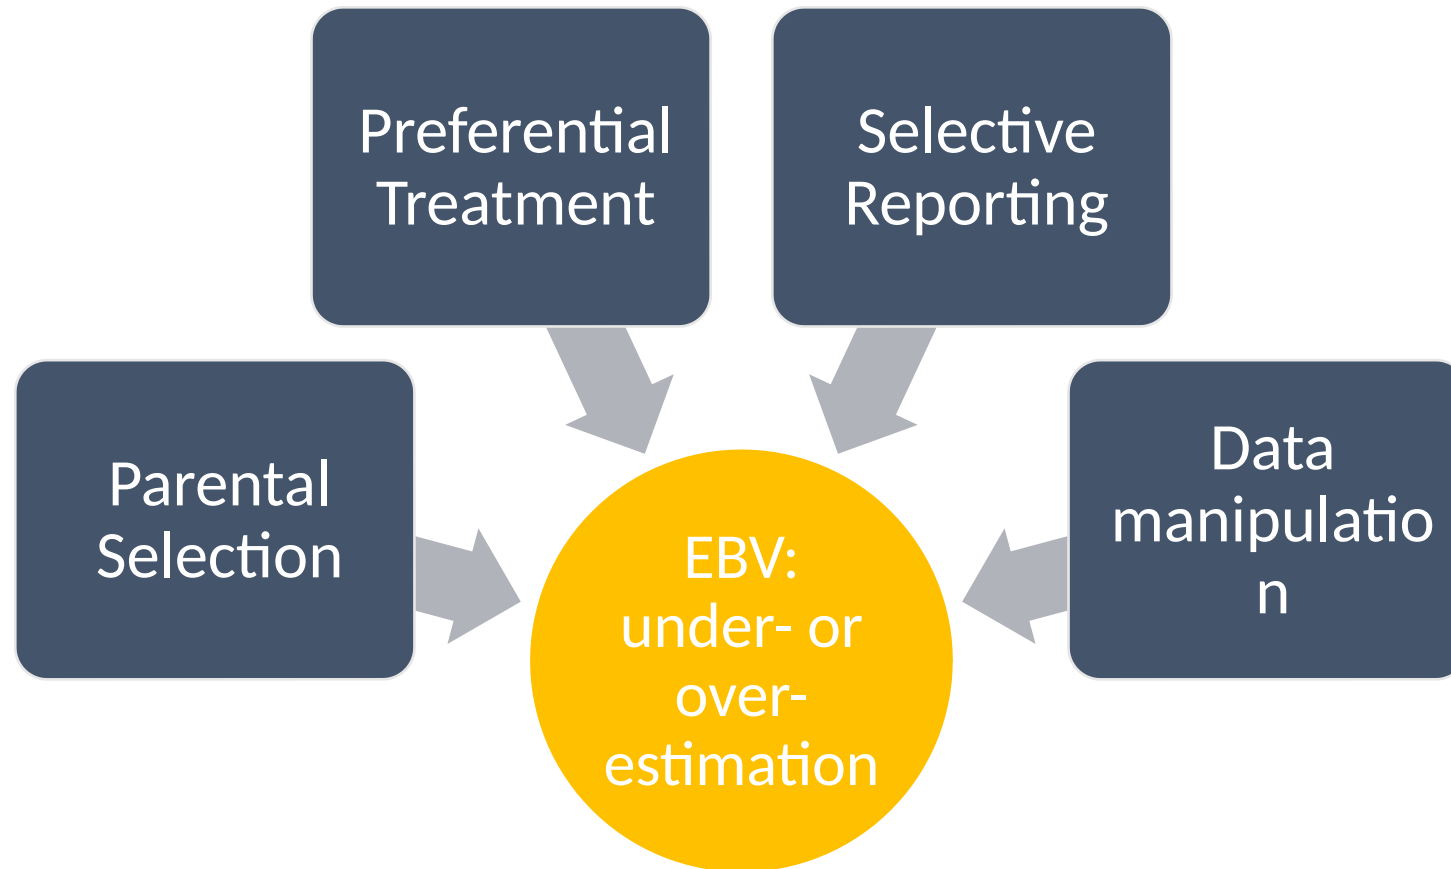 Preferential
Treatment
Selective
Reporting
Parental
Selection
Data
manipulatio
n
EBV:
under- or
over-
estimation